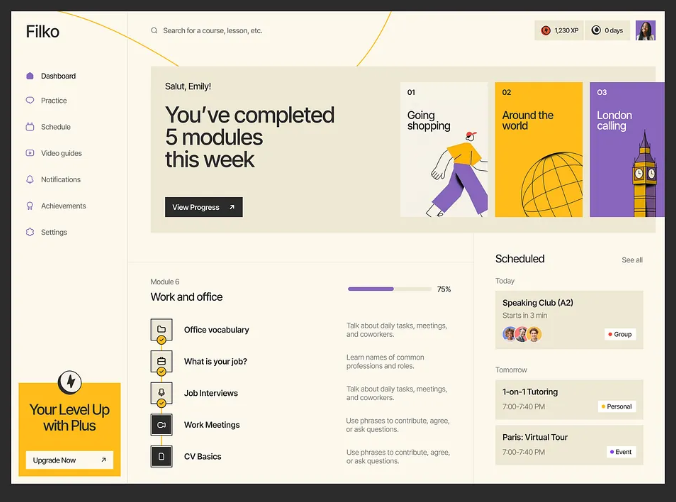 Filko
Search for a course, lesson, etc.
1,230 XP
0 days
Dashboard
Practice
Schedule
Video guides
Notifications
Achievements
Settings
Your Level Up
with Plus
Upgrade Now
Salut, Emily!
You've completed
5 modules
this week
View Progress
01
Going
shopping
02
Around the
world
03
London
calling
Module 6
Work and office
75%
Office vocabulary
Talk about daily tasks, meetings,
and coworkers.
What is your job?
Learn names of common
professions and roles.
Job Interviews
Talk about daily tasks, meetings,
and coworkers.
Work Meetings
Use phrases to contribute, agree,
or ask questions.
CV Basics
Use phrases to contribute, agree,
or ask questions.
Scheduled
See all
Today
Speaking Club (A2)
Starts in 3 min
Group
Tomorrow
1-on-1 Tutoring
7:00-7:40 PM
Personal
Paris: Virtual Tour
7:00-7:40 PM
Event